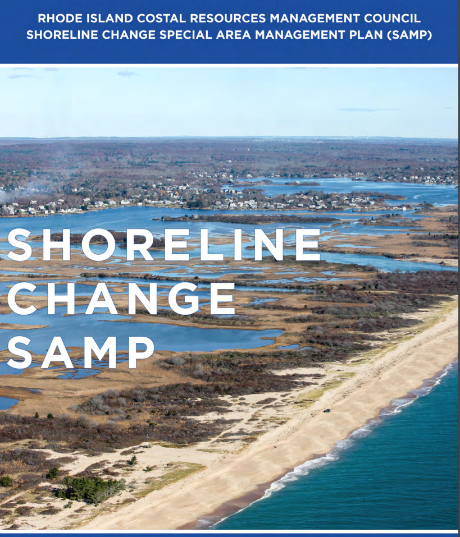 RHODE ISLAND COSTAL RESOURCES MANAGEMENT COUNCIL
SHORELINE CHANGE SPECIAL AREA MANAGEMENT PLAN (SAMP)
SHORELINE
CHANGE
SAMP